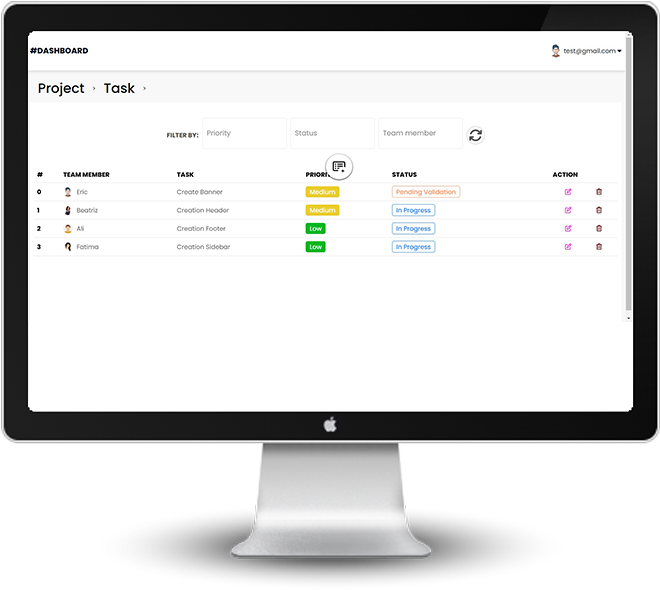 #DASHBOARD test@gmail.com
Project > Task >
FILTER BY: Priority Status Team member
# TEAM MEMBER TASK STATUS ACTION
0 Eric Create Banner Medium Pending Validation
1 Beatriz Creation Header Medium In Progress
2 Ali Creation Footer Low In Progress
3 Fatima Creation Sidebar Low In Progress